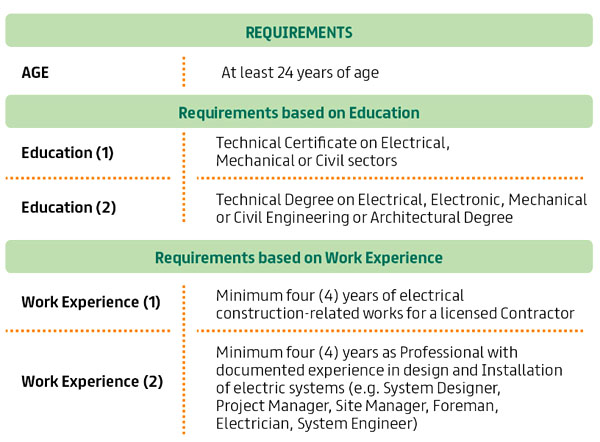 REQUIREMENTS
AGE
At least 24 years of age
Requirements based on Education
Education (1)
Technical Certificate on Electrical,
Mechanical or Civil sectors
Education (2)
Technical Degree on Electrical, Electronic, Mechanical
or Civil Engineering or Architectural Degree
Requirements based on Work Experience
Work Experience (1)
Minimum four (4) years of electrical
construction-related works for a licensed Contractor
Work Experience (2)
Minimum four (4) years as Professional with
documented experience in design and Installation
of electric systems (e.g. System Designer,
Project Manager, Site Manager, Foreman,
Electrician, System Engineer)